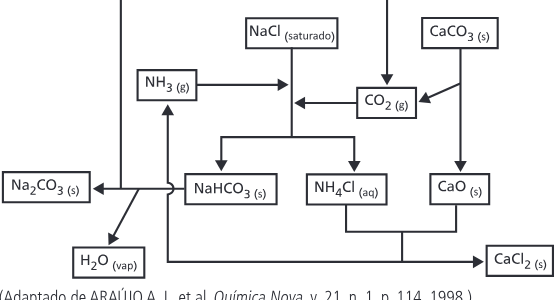 NaCl (saturado)
CaCO3 (s)
NH3 (g)
CO2 (g)
Na2CO3 (s)
NaHCO3 (s)
NH4Cl (aq)
CaO (s)
H2O (vap)
CaCl2 (s)
(Adaptado de ARAÚJO A. L. et al. Química Nova, v. 21, n. 1, p. 114, 1998.)